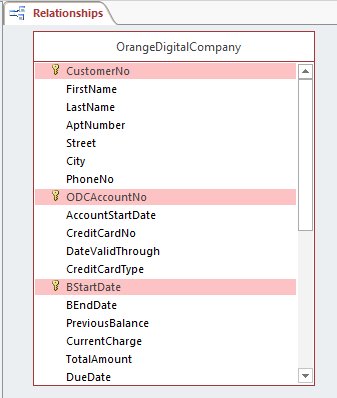 Relationships
OrangeDigitalCompany
CustomerNo
FirstName
LastName
AptNumber
Street
City
PhoneNo
ODCAccountNo
AccountStartDate
CreditCardNo
DateValidThrough
CreditCardType
BStartDate
BEndDate
PreviousBalance
CurrentCharge
TotalAmount
DueDate